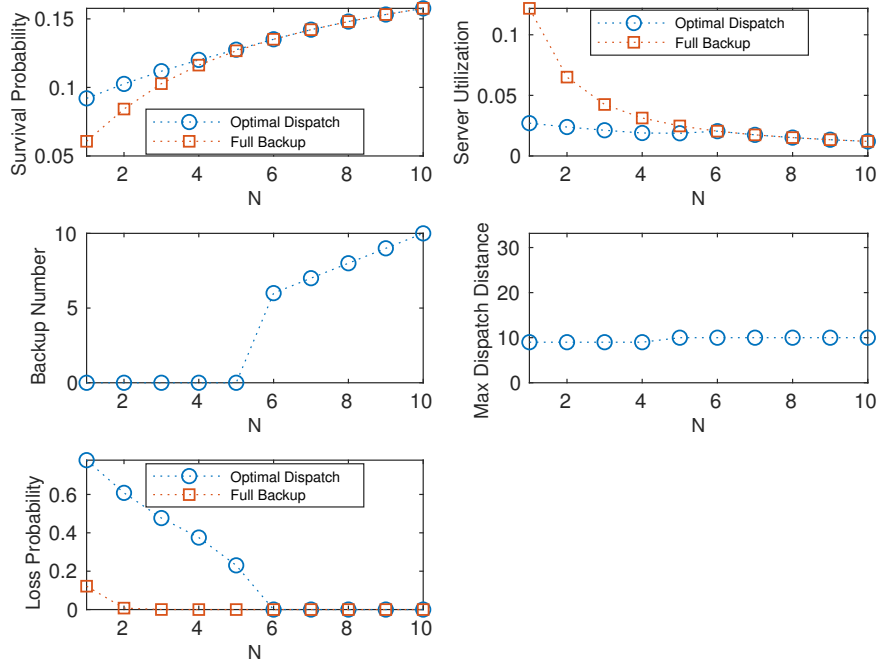 Survival Probability
0.15
0.1
0.05
Optimal Dispatch
Full Backup
2 4 6 8 10
N
Server Utilization
0.1
0.05
0
Optimal Dispatch
Full Backup
2 4 6 8 10
N
Backup Number
10
5
0
2 4 6 8 10
N
Max Dispatch Distance
30
20
10
0
2 4 6 8 10
N
Loss Probability
0.6
0.4
0.2
0
Optimal Dispatch
Full Backup
2 4 6 8 10
N